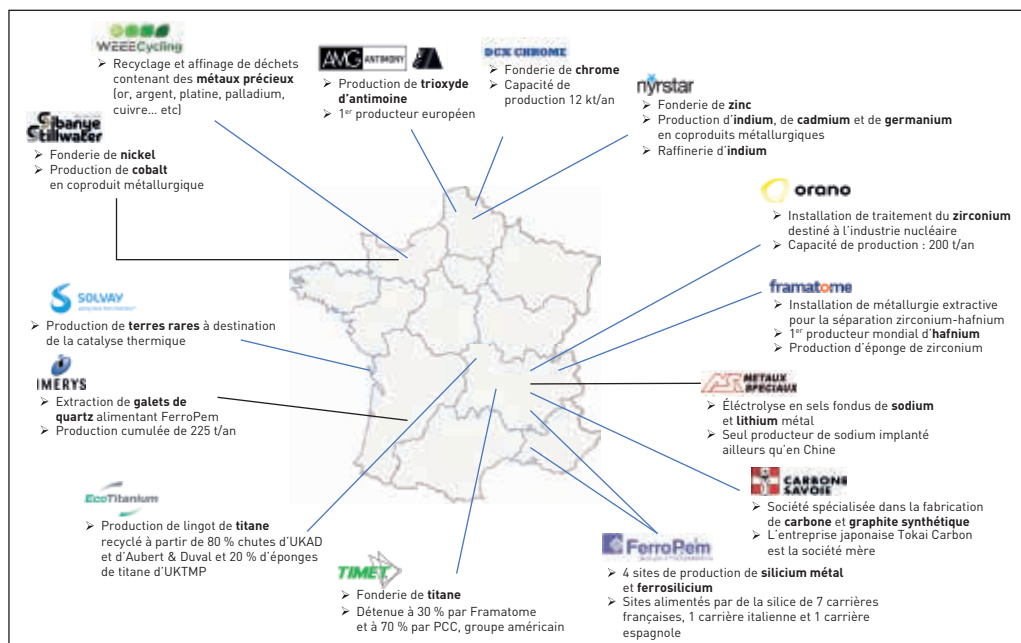 WEEECycling
➢ Recyclage et affinage de déchets
contenant des métaux précieux
(or, argent, platine, palladium,
cuivre… etc)
AMG ANTIMONY
➢ Production de trioxyde
d'antimoine
➢ 1er producteur européen
DCX CHROME
➢ Fonderie de chrome
➢ Capacité de
production 12 kt/an
nyrstar
➢ Fonderie de zinc
➢ Production d'indium, de cadmium et de germanium
en coproduits métallurgiques
➢ Raffinerie d'indium
Sibanye
Stillwater
➢ Fonderie de nickel
➢ Production de cobalt
en coproduit métallurgique
orano
➢ Installation de traitement du zirconium
destiné à l'industrie nucléaire
➢ Capacité de production : 200 t/an
framatome
➢ Installation de métallurgie extractive
pour la séparation zirconium-hafnium
➢ 1er producteur mondial d'hafnium
➢ Production d'éponge de zirconium
SOLVAY
➢ Production de terres rares à destination
de la catalyse thermique
IMERYS
➢ Extraction de galets de
quartz alimentant FerroPem
➢ Production cumulée de 225 t/an
METAUX
SPECIAUX
➢ Éléctrolyse en sels fondus de sodium
et lithium métal
➢ Seul producteur de sodium implanté
ailleurs qu'en Chine
CARBONE
SAVOIE
➢ Société spécialisée dans la fabrication
de carbone et graphite synthétique
➢ L'entreprise japonaise Tokai Carbon
est la société mère
EcoTitanium
➢ Production de lingot de titane
recyclé à partir de 80 % chutes d'UKAD
et d'Aubert & Duval et 20 % d'éponges
de titane d'UKTMP
TIMET
➢ Fonderie de titane
➢ Détenue à 30 % par Framatome
et à 70 % par PCC, groupe américain
FerroPem
➢ 4 sites de production de silicium métal
et ferrosilicium
➢ Sites alimentés par de la silice de 7 carrières
françaises, 1 carrière italienne et 1 carrière
espagnole